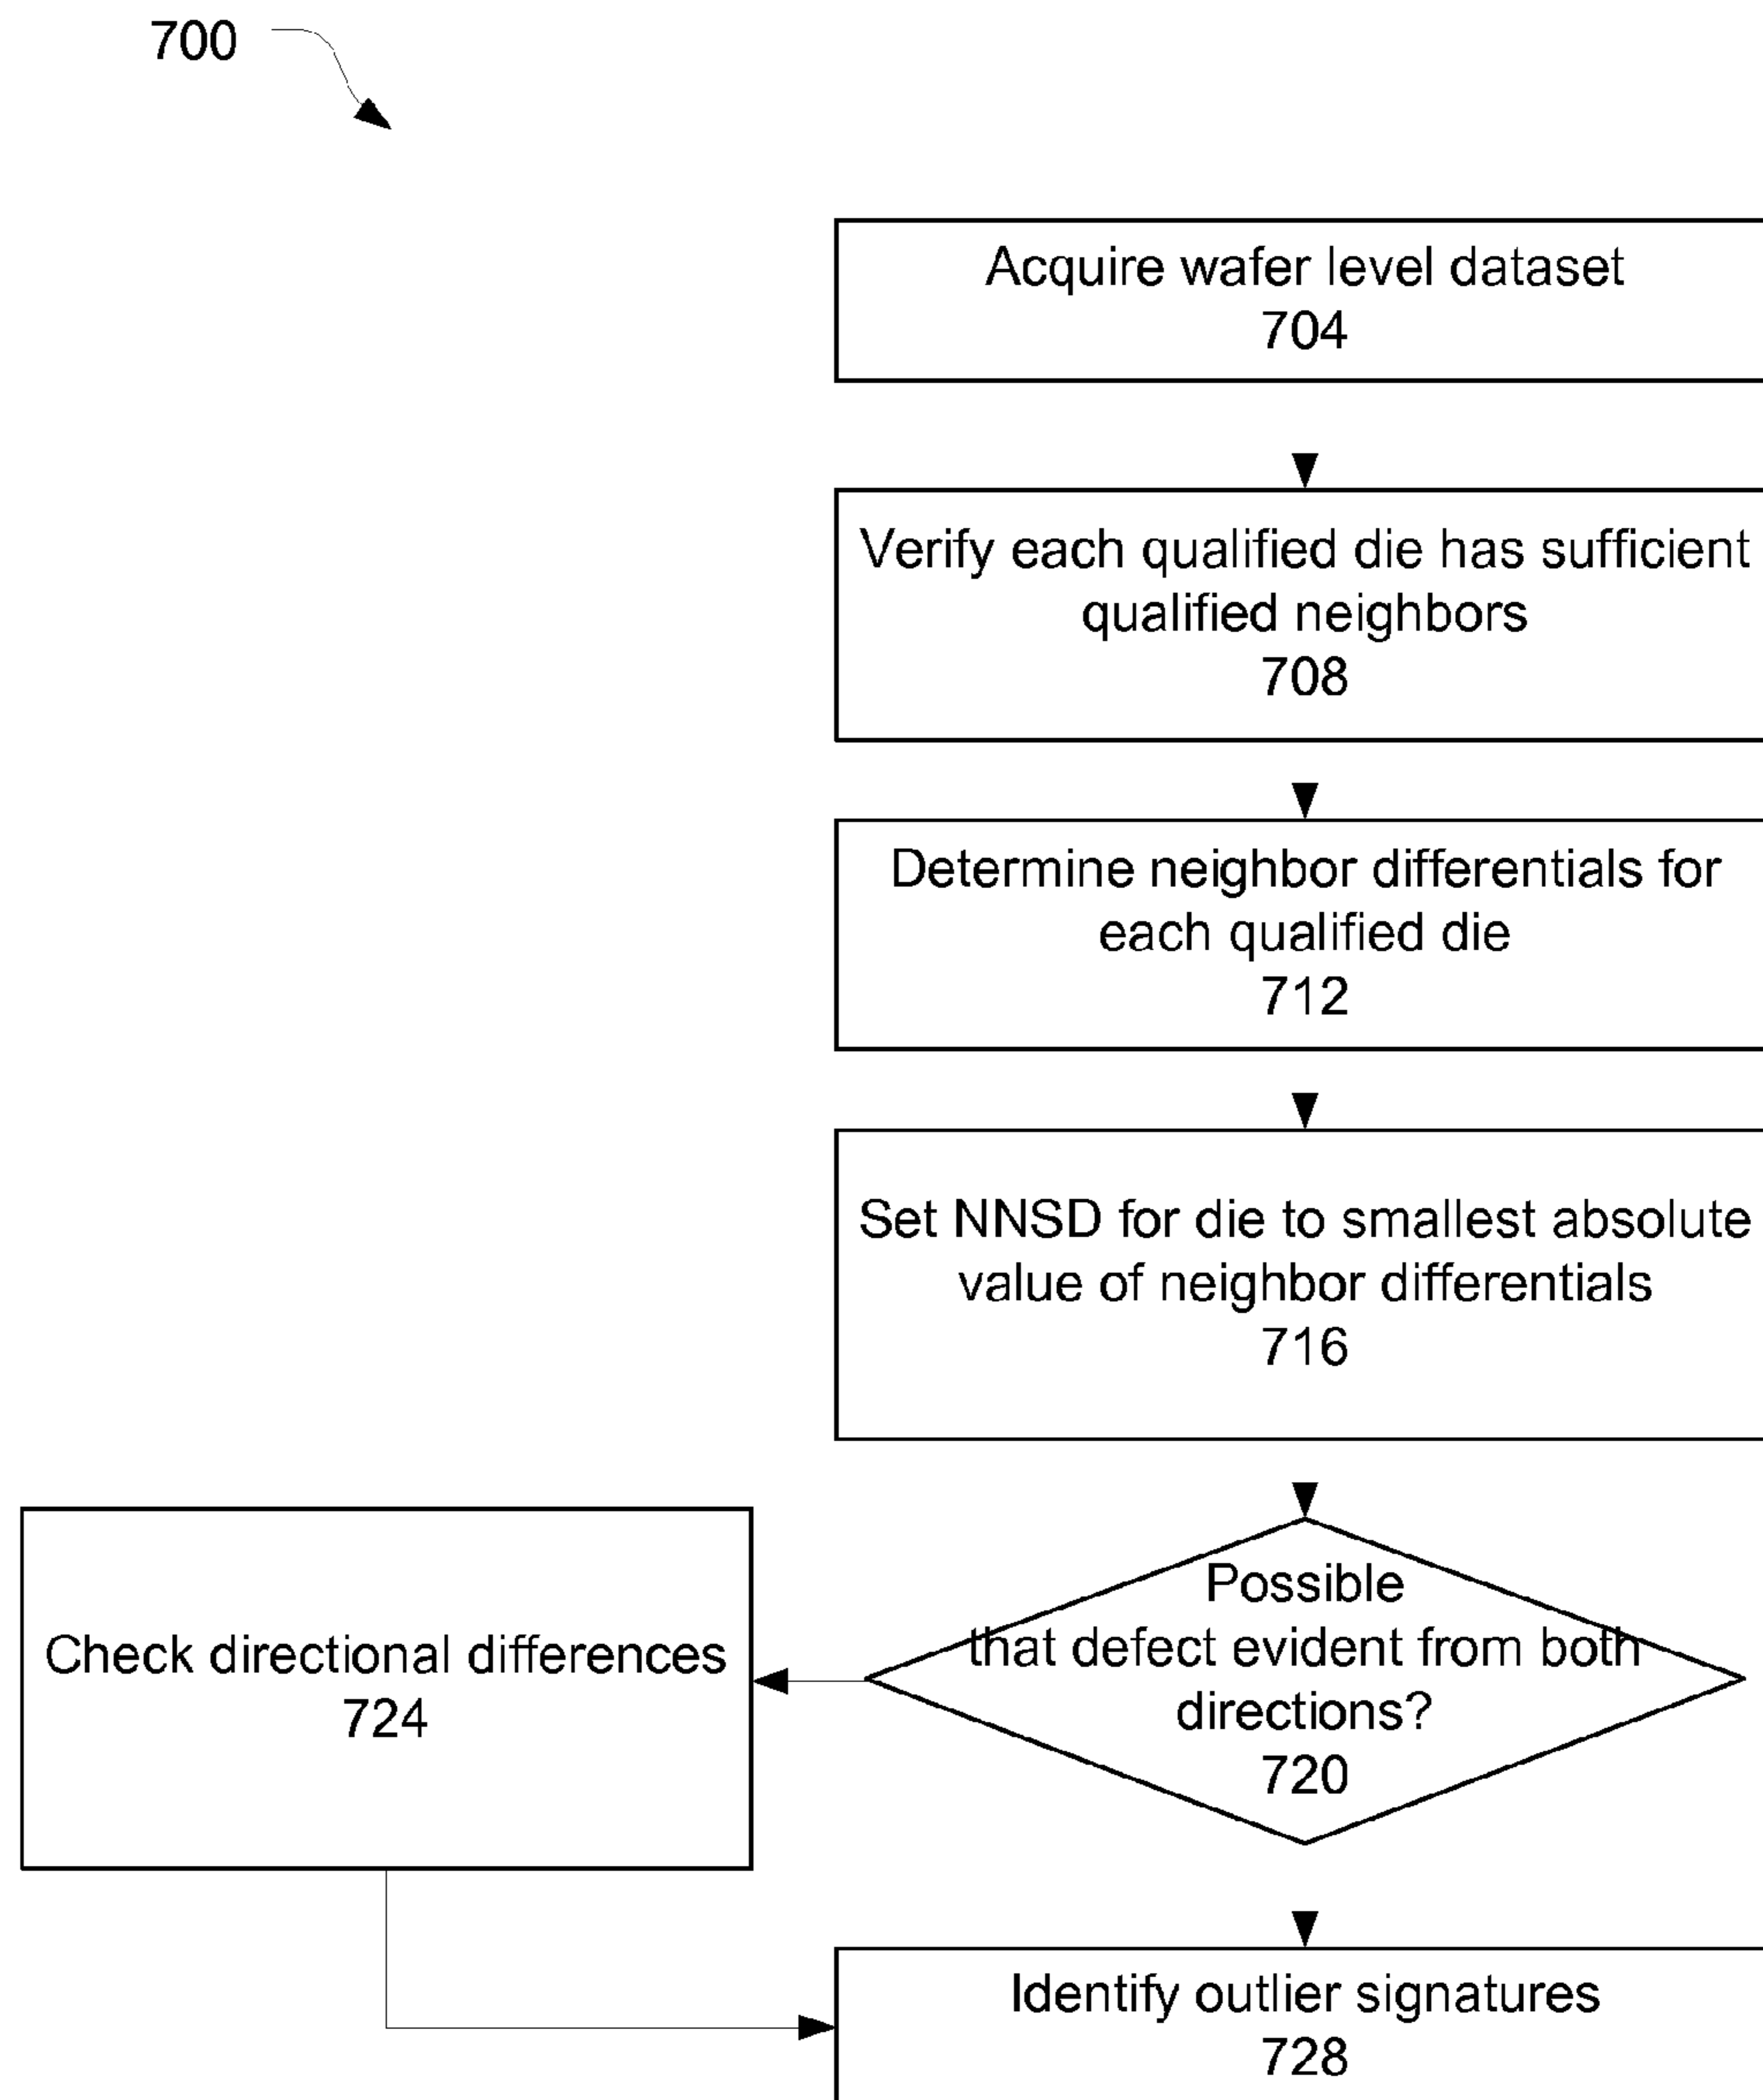 700
Acquire wafer level dataset
704
Verify each qualified die has sufficient
qualified neighbors
708
Determine neighbor differentials for
each qualified die
712
Set NNSD for die to smallest absolute
value of neighbor differentials
716
Possible
that defect evident from both
directions?
720
Check directional differences
724
Identify outlier signatures
728